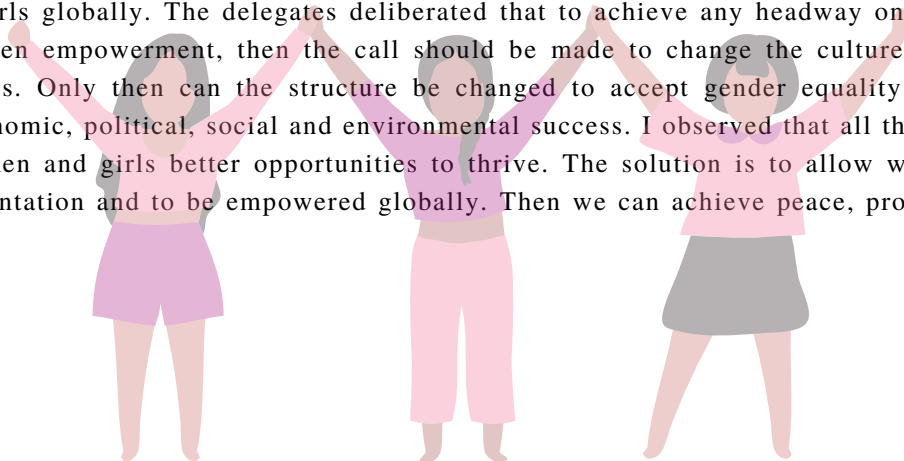 rls globally. The delegates deliberated that to achieve any headway on
en empowerment, then the call should be made to change the culture
s. Only then can the structure be changed to accept gender equality
nomic, political, social and environmental success. I observed that all th
en and girls better opportunities to thrive. The solution is to allow w
ntation and to be empowered globally. Then we can achieve peace, pro